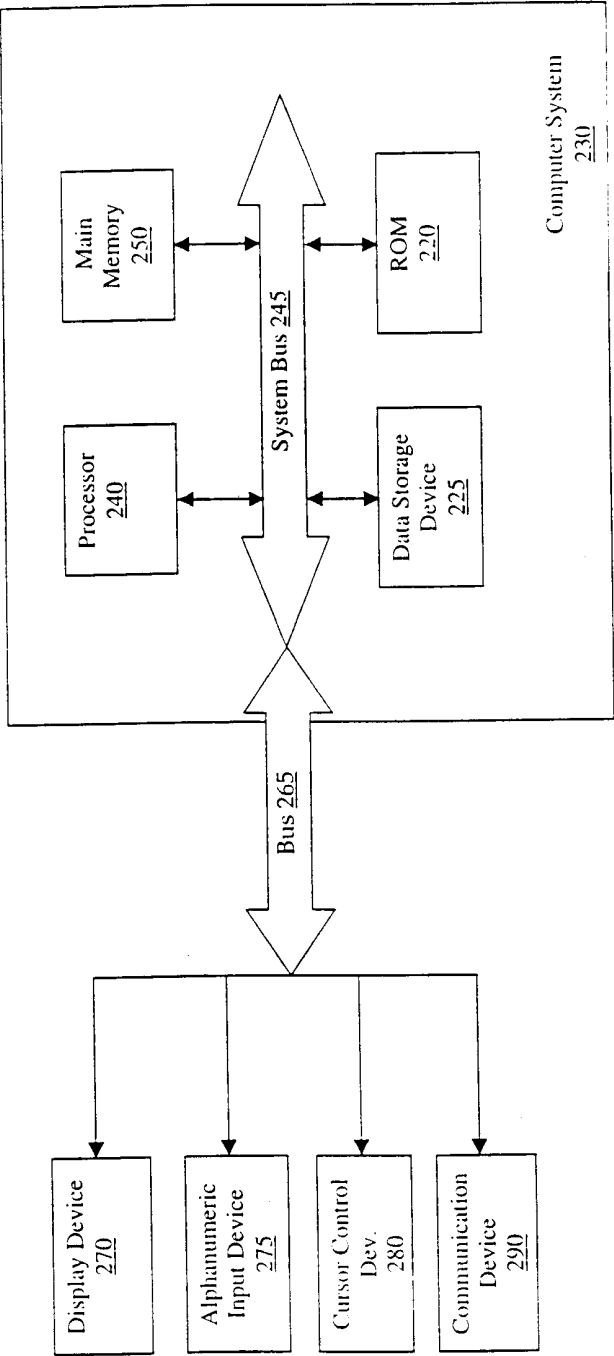 Main
Memory
250
Processor
240
System Bus 245
ROM
220
Data Storage
Device
225
Computer System
230
Bus 265
Display Device
270
Alphanumeric
Input Device
275
Cursor Control
Dev.
280
Communication
Device
290